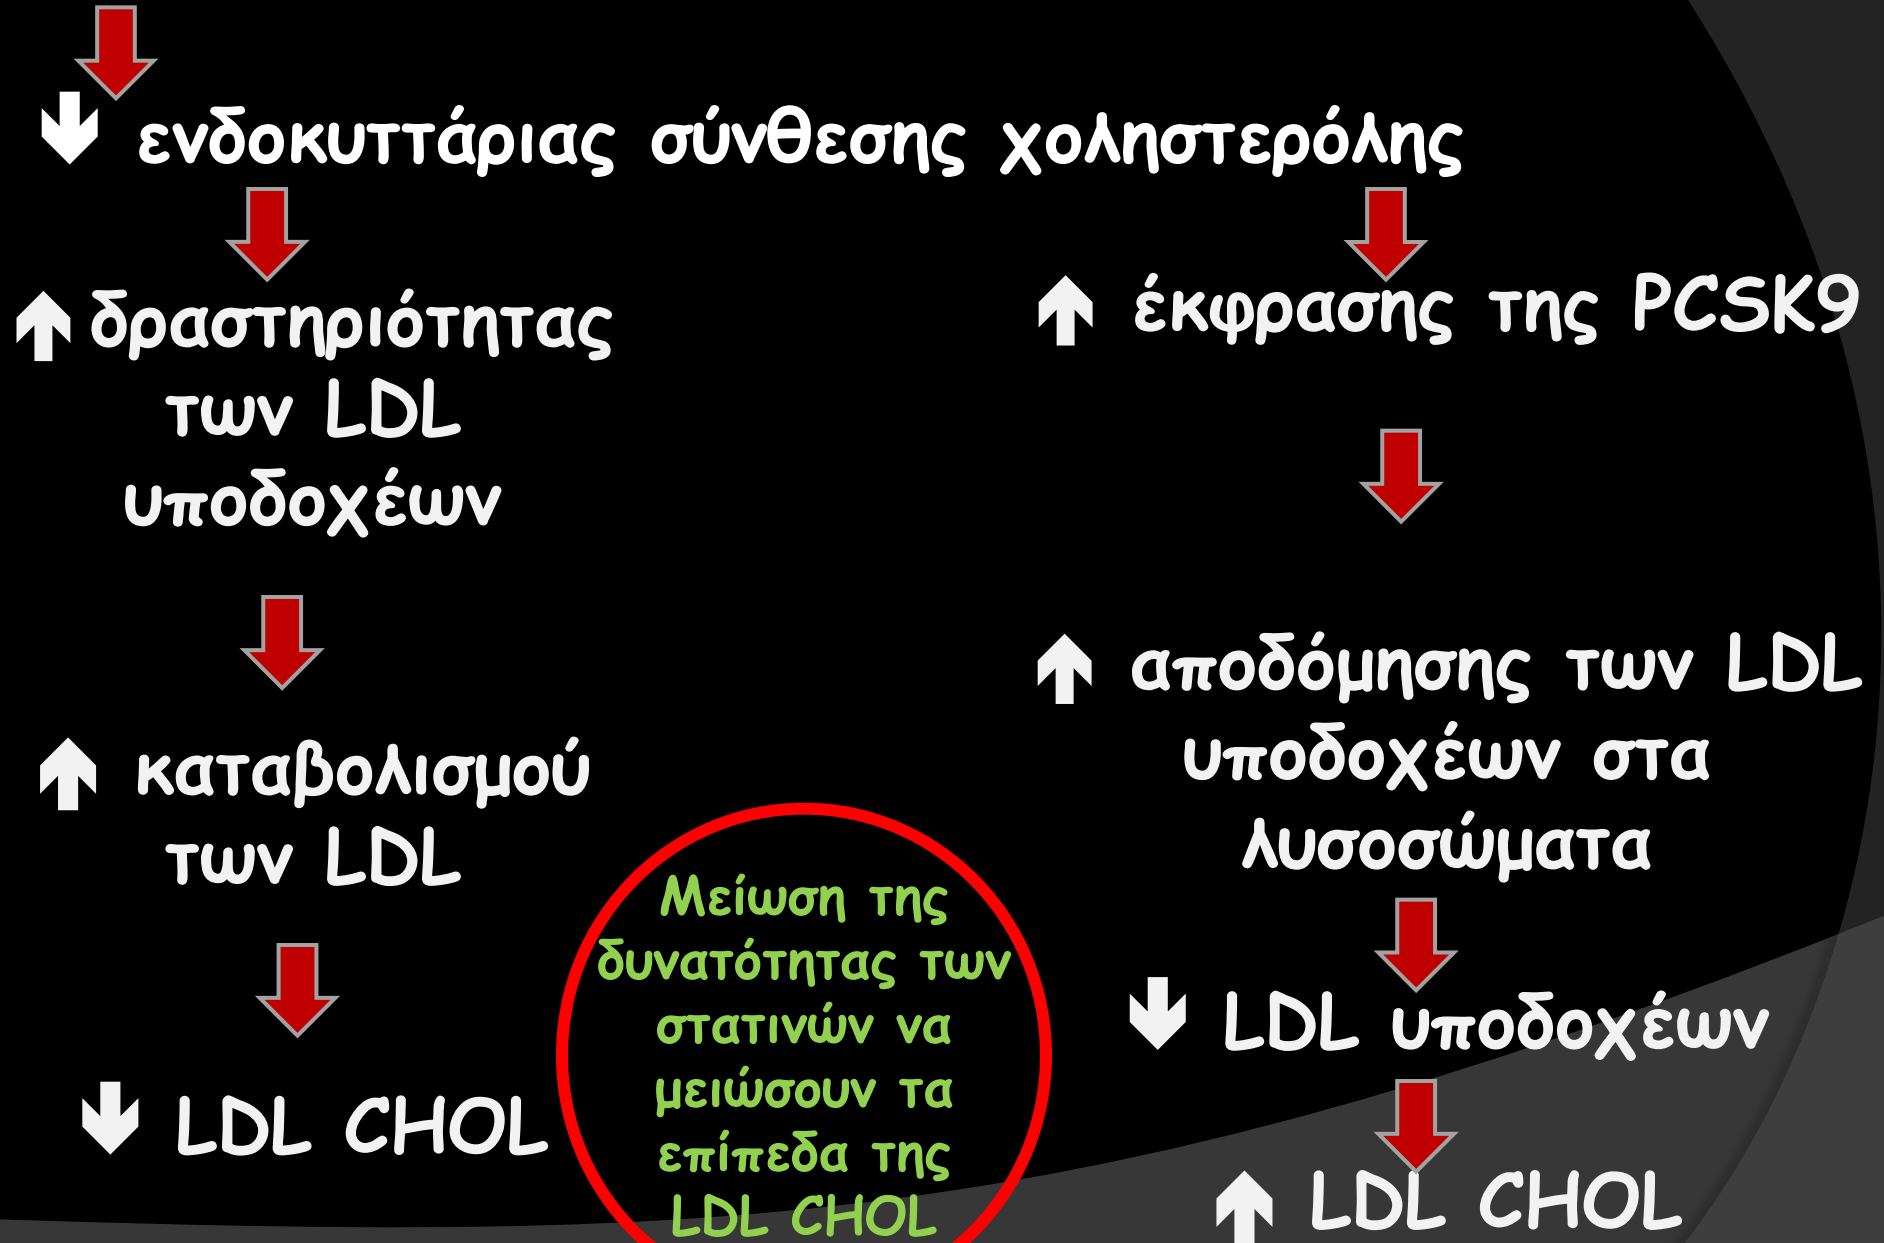 ενδοκυττάριας σύνθεσης χοληστερόλης
δραστηριότητας
των LDL
υποδοχέων
καταβολισμού
των LDL
LDL CHOL
έκφρασης της PCSK9
αποδόμησης των LDL
υποδοχέων στα
λυσοσώματα
LDL υποδοχέων
LDL CHOL
Μείωση της
δυνατότητας των
στατινών να
μειώσουν τα
επίπεδα της
LDL CHOL